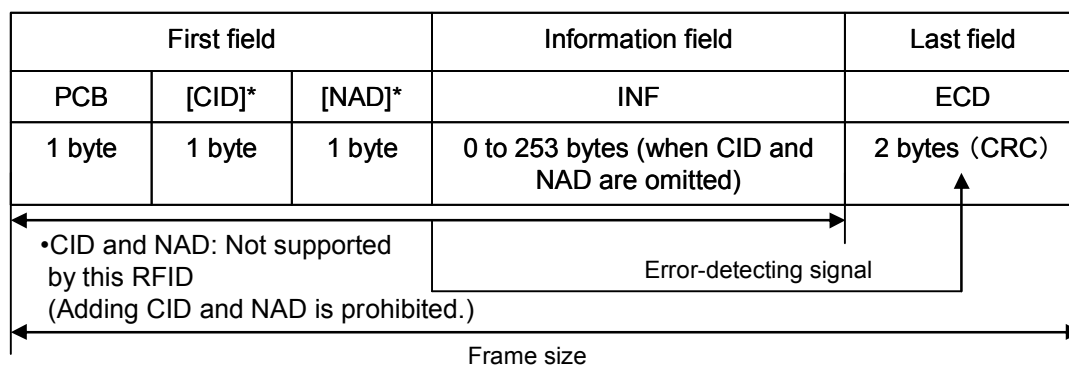 First field Information field Last field
PCB [CID]* [NAD]* INF ECD
1 byte 1 byte 1 byte 0 to 253 bytes (when CID and NAD are omitted) 2 bytes（CRC）
•CID and NAD: Not supported
by this RFID
(Adding CID and NAD is prohibited.)
Error-detecting signal
Frame size